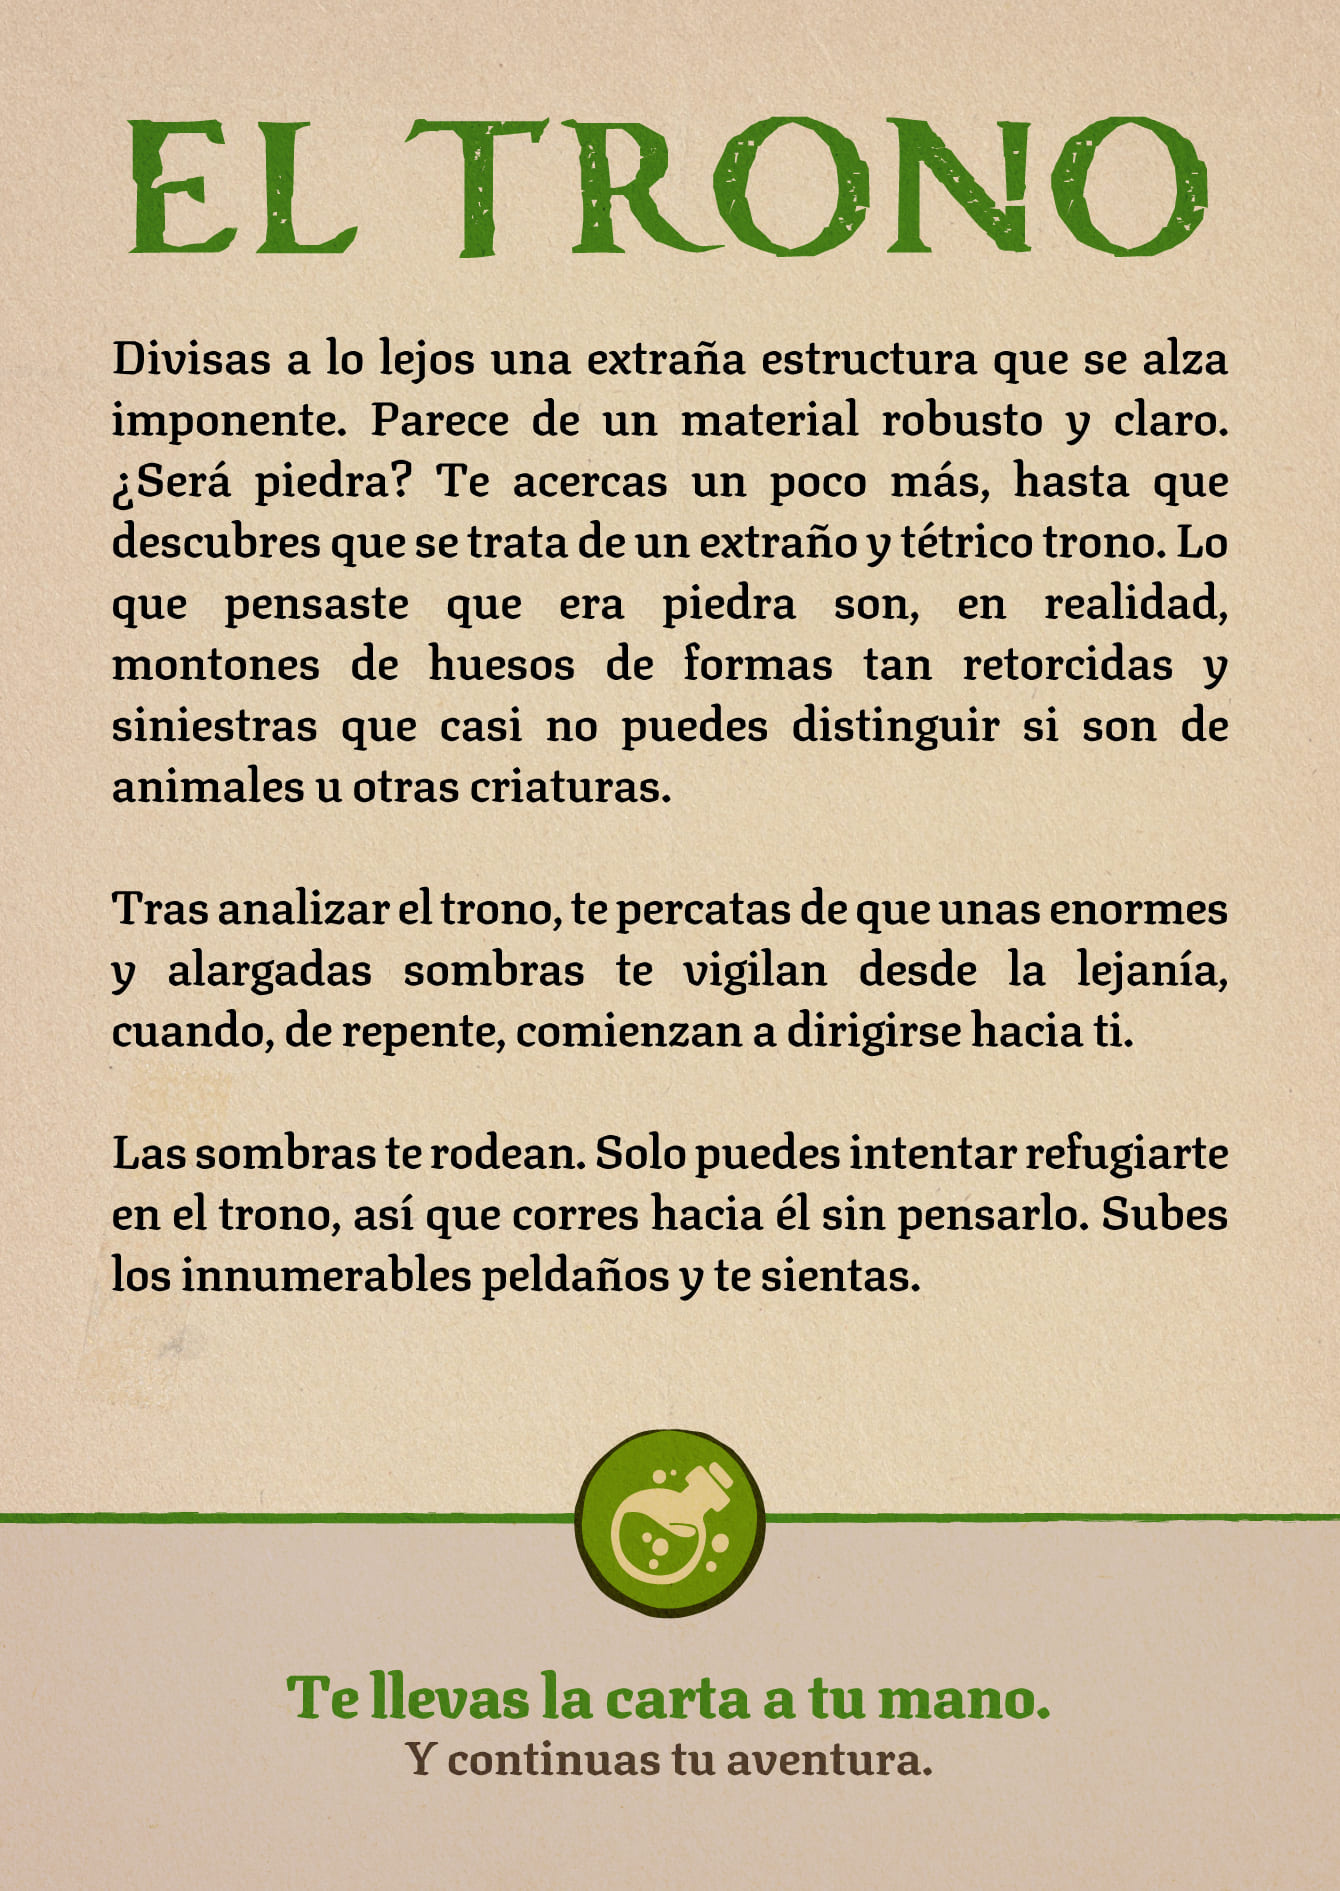 EL TRONO
Divisas a lo lejos una extraña estructura que se alza
imponente. Parece de un material robusto y claro.
¿Será piedra? Te acercas un poco más, hasta que
descubres que se trata de un extraño y tétrico trono. Lo
que pensaste que era piedra son, en realidad,
montones de huesos de formas tan retorcidas y
siniestras que casi no puedes distinguir si son de
animales u otras criaturas.
Tras analizar el trono, te percatas de que unas enormes
y alargadas sombras te vigilan desde la lejanía,
cuando, de repente, comienzan a dirigirse hacia ti.
Las sombras te rodean. Solo puedes intentar refugiarte
en el trono, así que corres hacia él sin pensarlo. Subes
los innumerables peldaños y te sientas.
Te llevas la carta a tu mano.
Y continuas tu aventura.